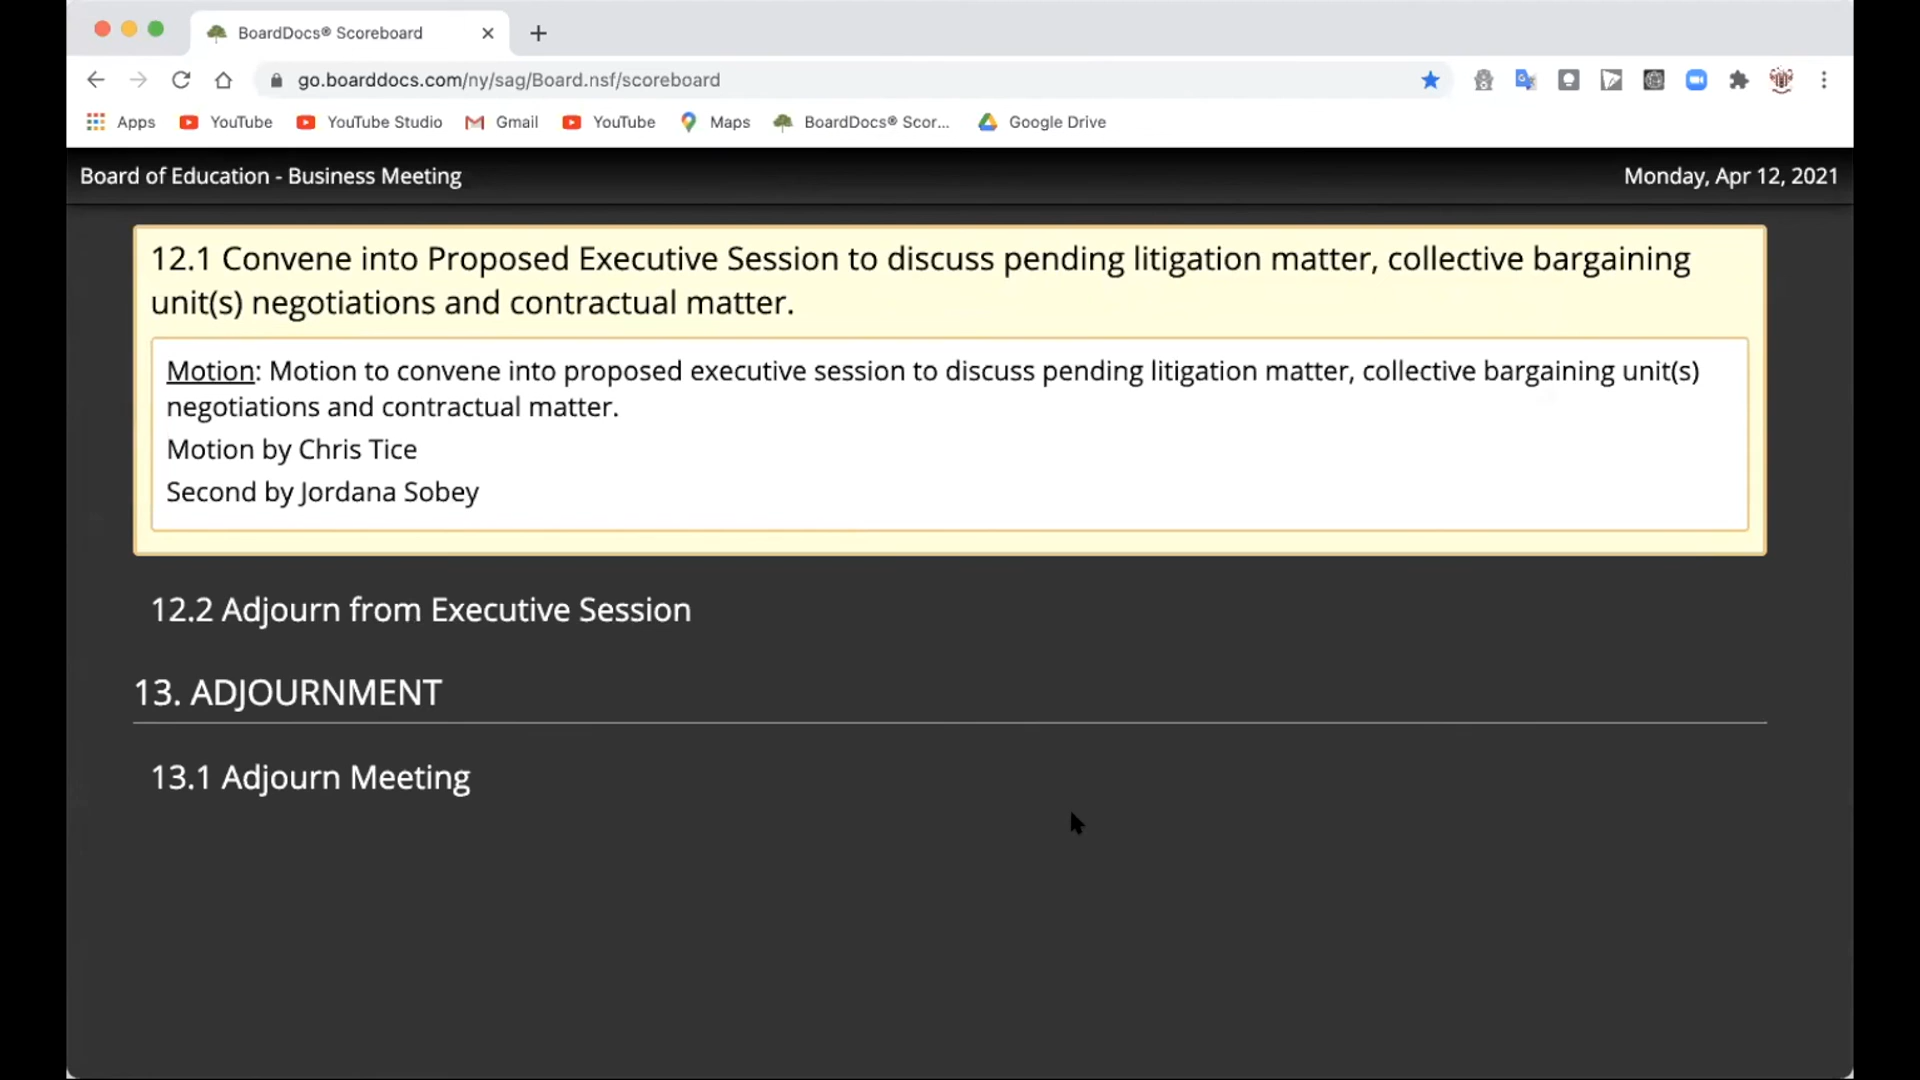 BoardDocs® Scoreboard
go.boarddocs.com/ny/sag/Board.nsf/scoreboard
Apps YouTube YouTube Studio Gmail YouTube Maps BoardDocs® Scor... Google Drive
Board of Education - Business Meeting Monday, Apr 12, 2021
12.1 Convene into Proposed Executive Session to discuss pending litigation matter, collective bargaining
unit(s) negotiations and contractual matter.
Motion: Motion to convene into proposed executive session to discuss pending litigation matter, collective bargaining unit(s)
negotiations and contractual matter.
Motion by Chris Tice
Second by Jordana Sobey
12.2 Adjourn from Executive Session
13. ADJOURNMENT
13.1 Adjourn Meeting